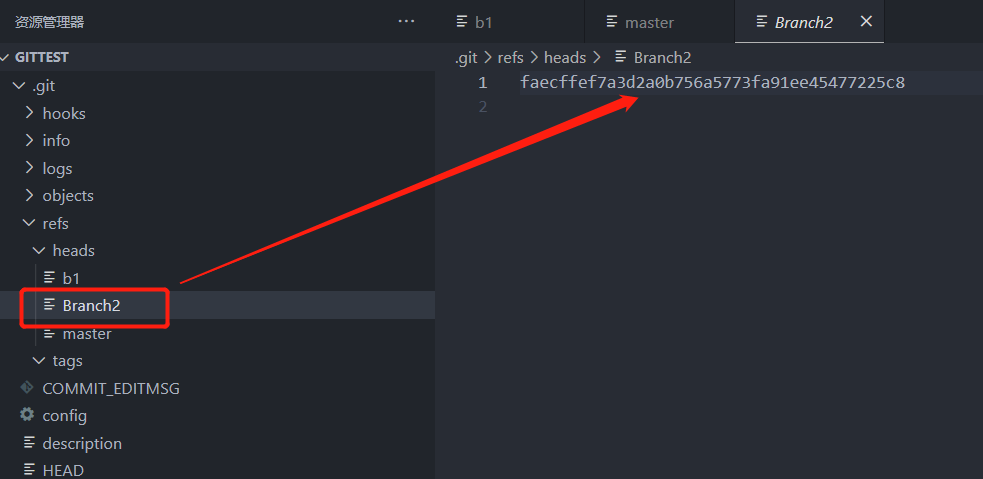 资源管理器 ···
GITTEST
.git
hooks
info
logs
objects
refs
heads
b1
Branch2
master
tags
COMMIT_EDITMSG
config
description
HEAD
b1 master Branch2
.git > refs > heads > Branch2
1 faecffef7a3d2a0b756a5773fa91ee45477225c8
2